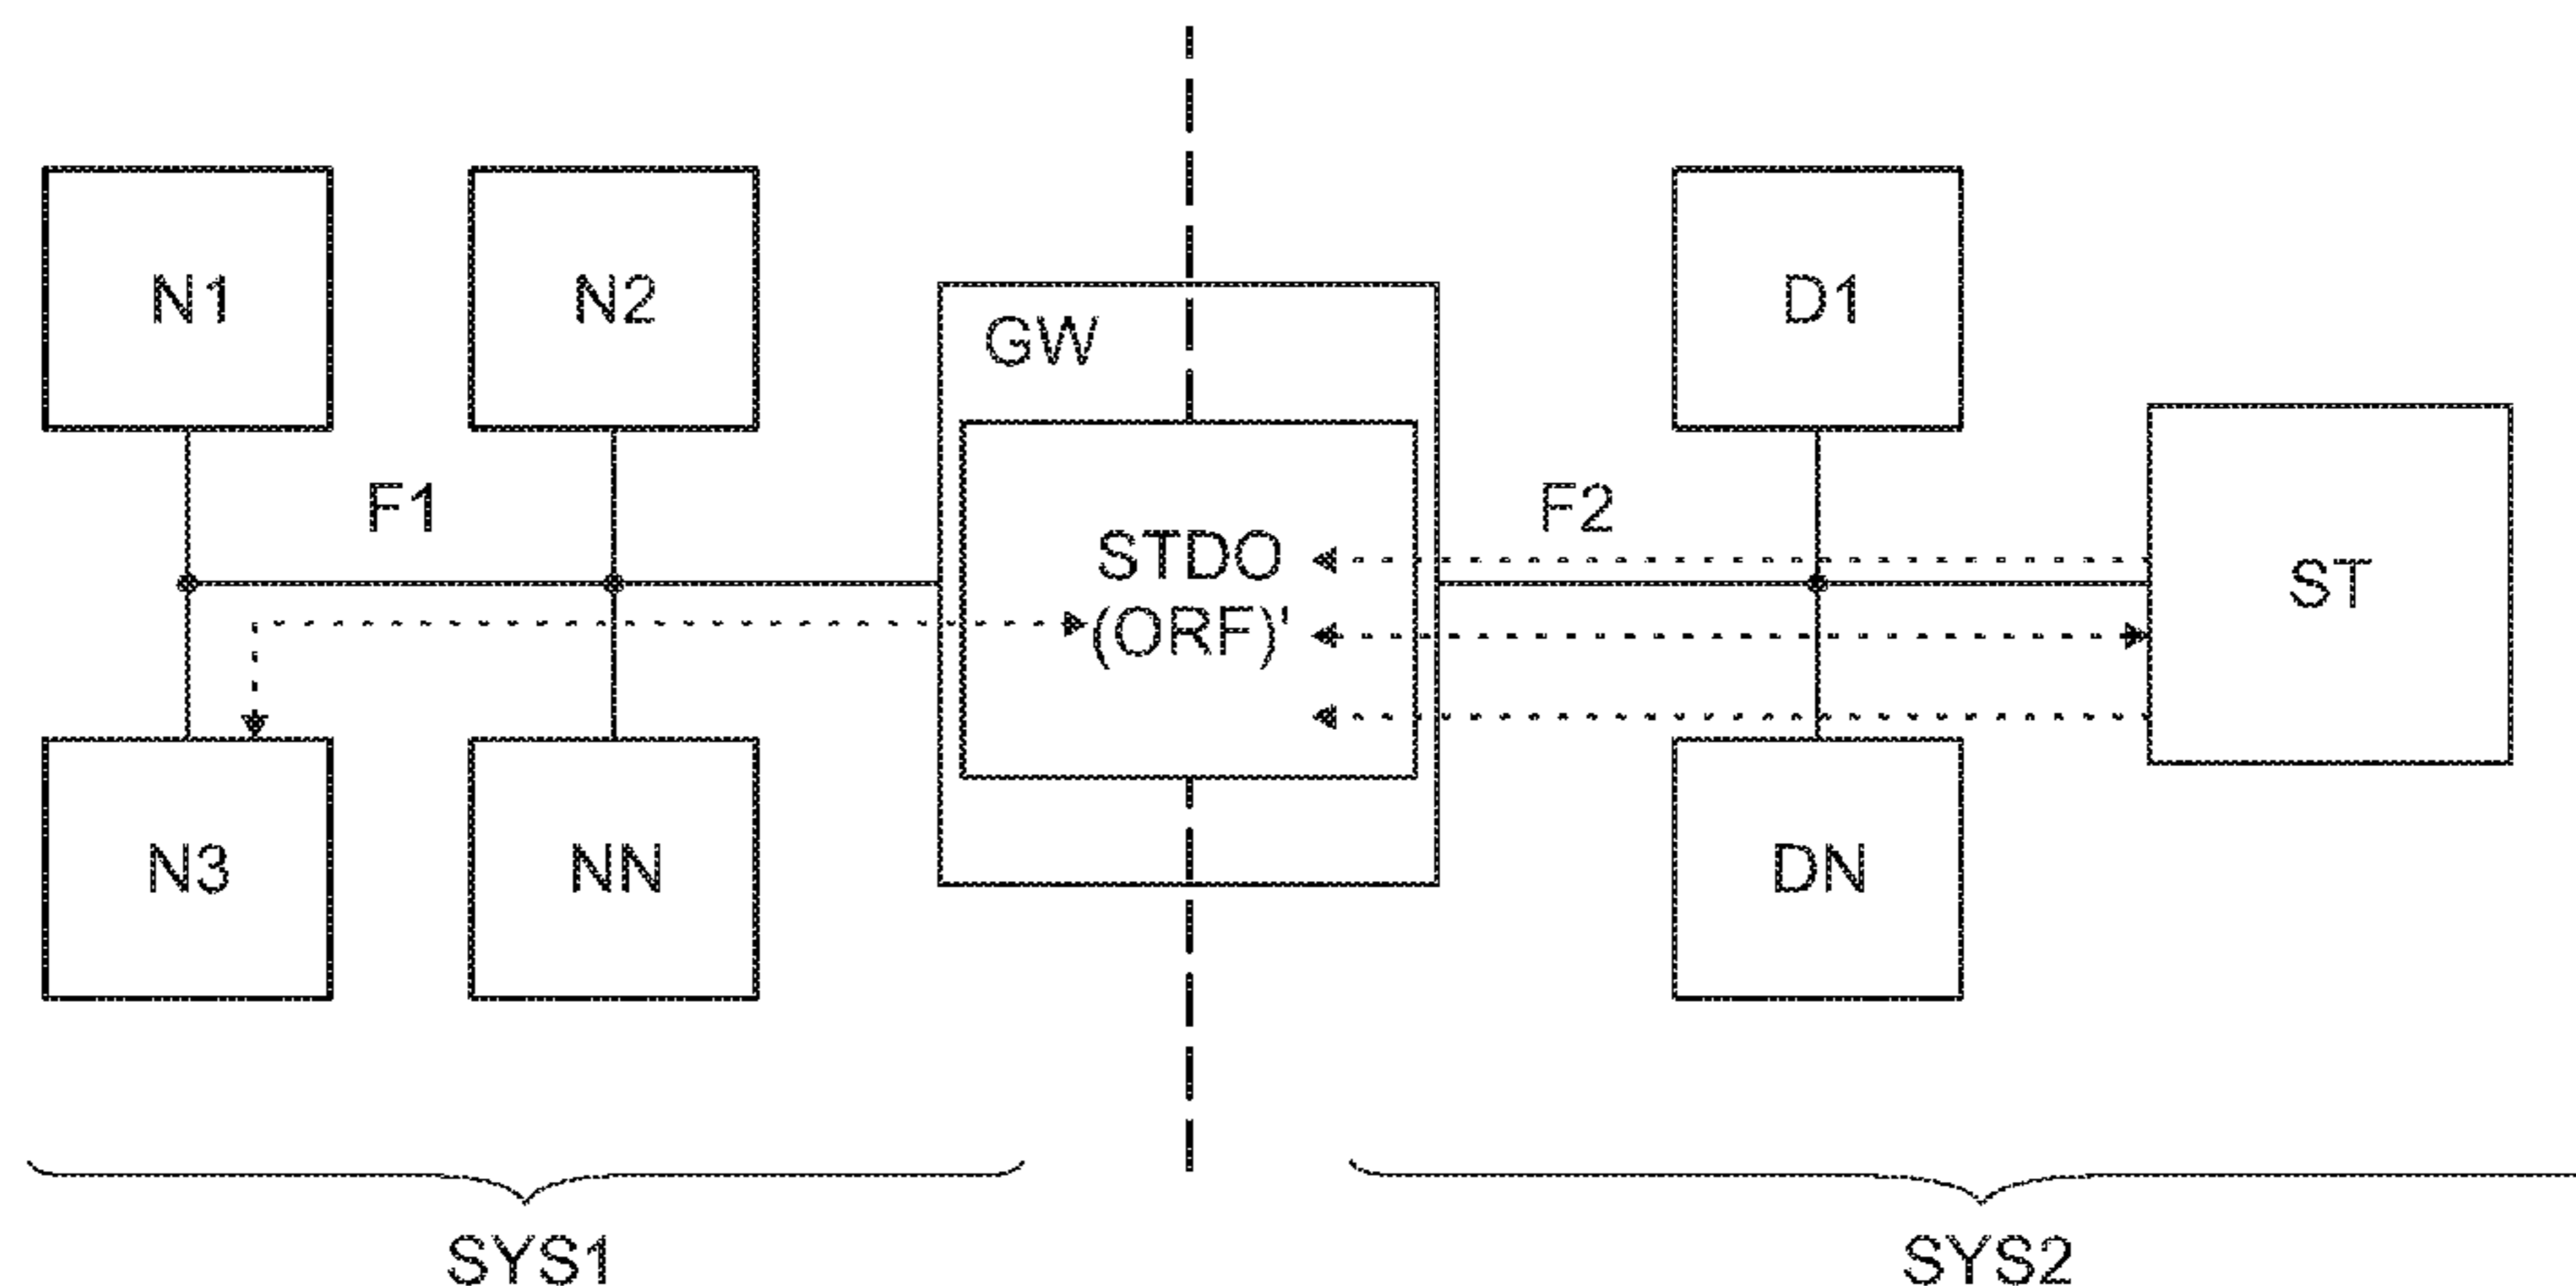 N1
N2
D1
GW
F1
F2
STDO
(ORF)'
ST
N3
NN
DN
SYS1
SYS2